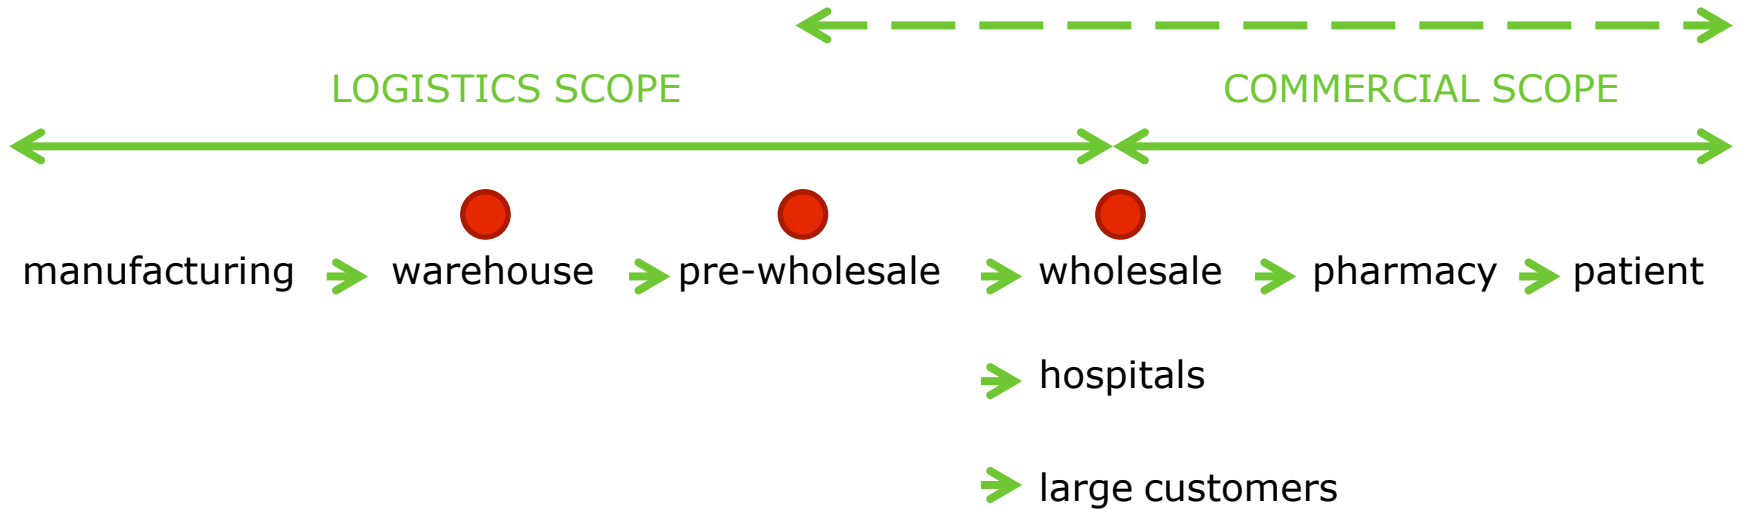 LOGISTICS SCOPE COMMERCIAL SCOPE
manufacturing warehouse pre-wholesale wholesale pharmacy patient
hospitals
large customers